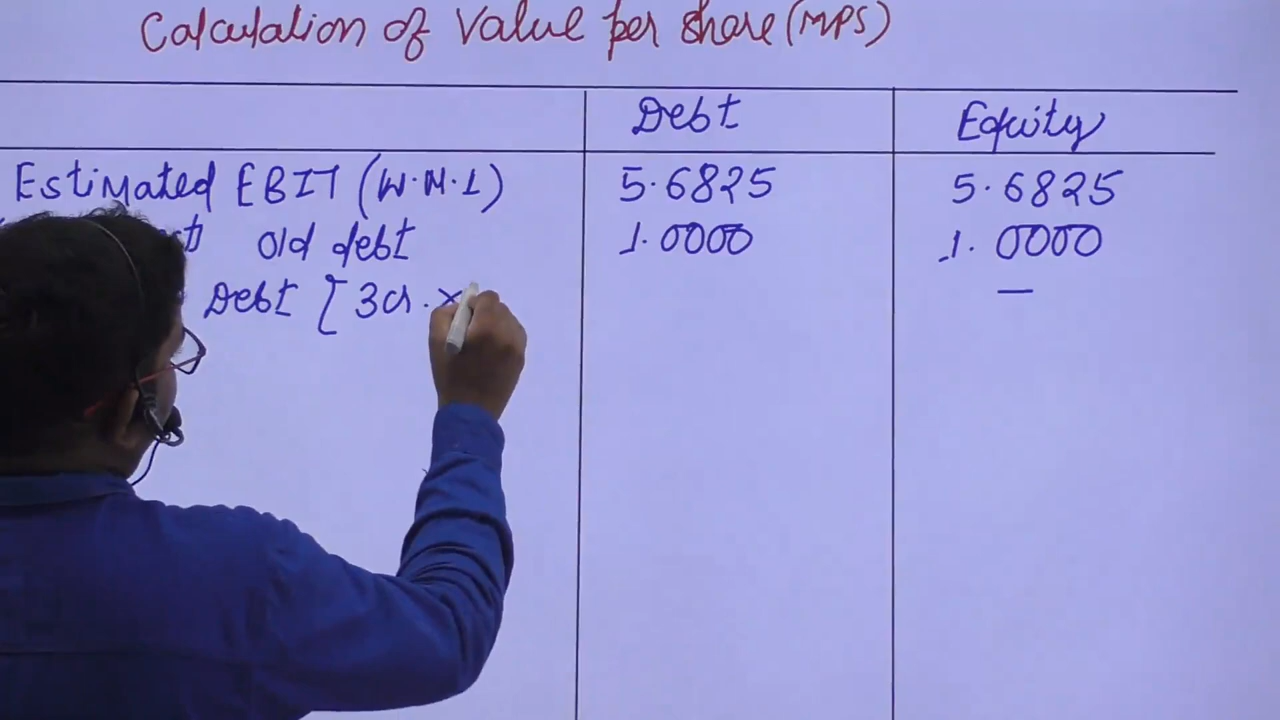 Calculation of Value per share (MPS)
Debt Equity
Estimated EBIT (W.N.1) 5.6825 5.6825
old debt 1.0000 1.0000
Debt [3cr. x —